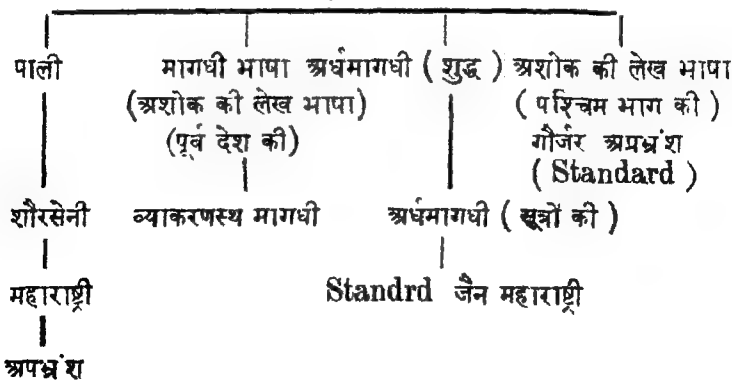 पाली मागधी भाषा अर्धमागधी ( शुद्ध ) अशोक की लेख भाषा
(अशोक की लेख भाषा) ( पश्चिम भाग की )
(पूर्व देश की) गौर्जर अपभ्रंश
( Standard )
शौरसेनी व्याकरणस्थ मागधी अर्धमागधी ( सूत्रों की )
महाराष्ट्री Standrd जैन महाराष्ट्री
अपभ्रंश